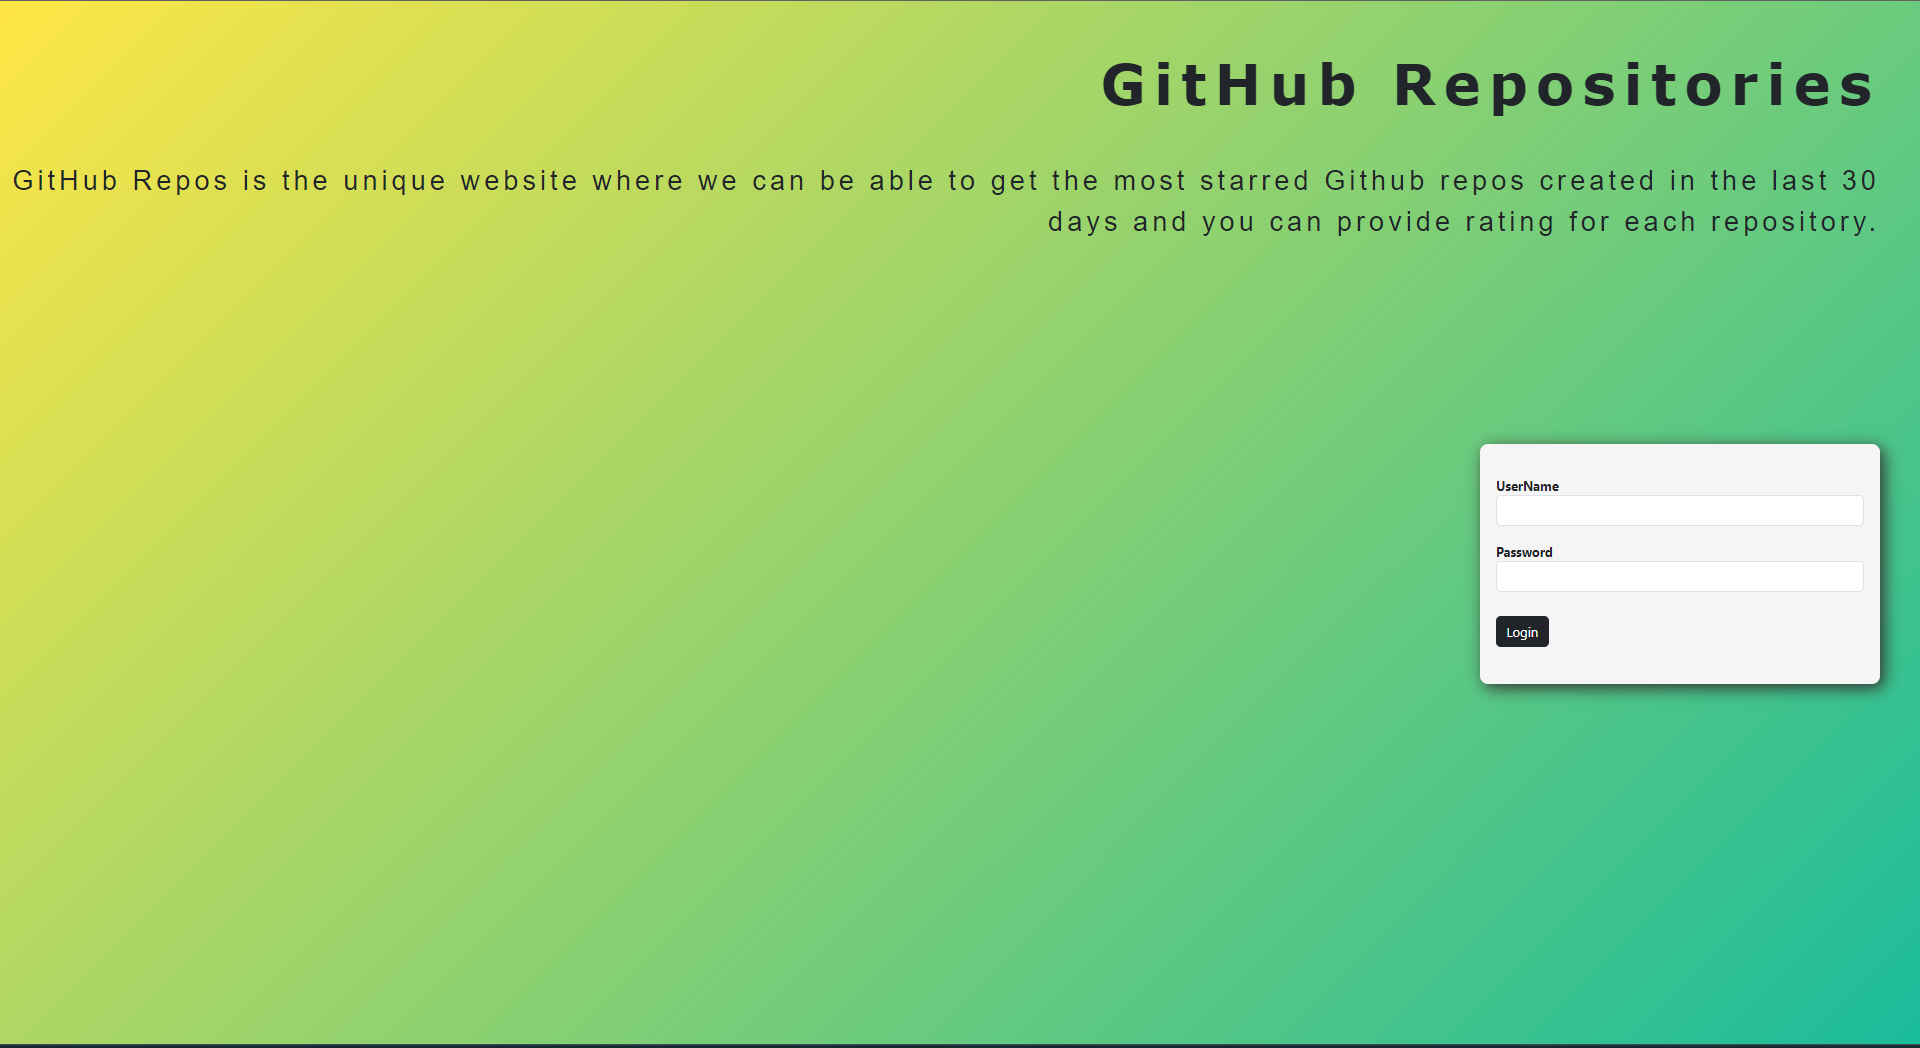 GitHub Repositories
GitHub Repos is the unique website where we can be able to get the most starred Github repos created in the last 30
days and you can provide rating for each repository.
UserName
Password
Login